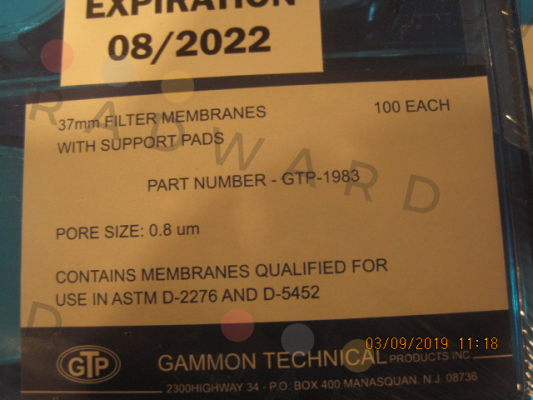 EXPIRATION
08/2022
37mm FILTER MEMBRANES 100 EACH
WITH SUPPORT PADS
PART NUMBER - GTP-1983
PORE SIZE: 0.8 um
CONTAINS MEMBRANES QUALIFIED FOR
USE IN ASTM D-2276 AND D-5452
03/09/2019 11:18
GTP GAMMON TECHNICAL PRODUCTS INC.
2300HIGHWAY 34 - P.O. BOX 400 MANASQUAN. N.J. 08736
RADWARD